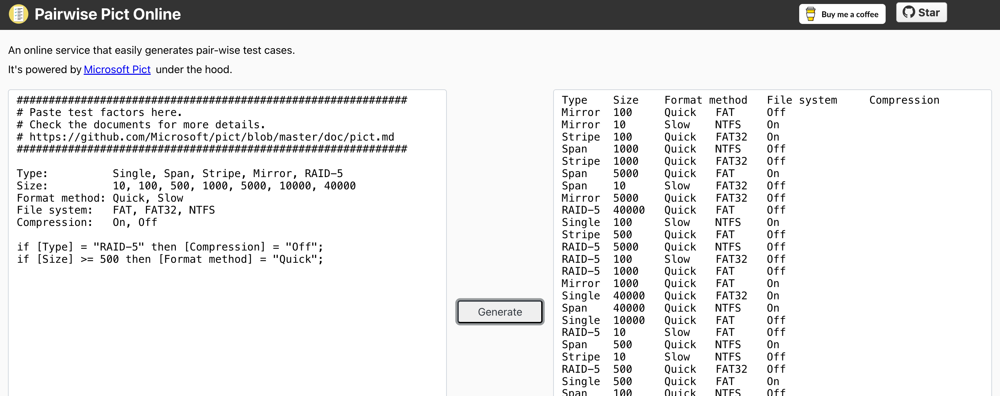 Pairwise Pict Online
Buy me a coffee
Star
An online service that easily generates pair-wise test cases.
It's powered by Microsoft Pict under the hood.
#############################################################
# Paste test factors here.
# Check the documents for more details.
# https://github.com/Microsoft/pict/blob/master/doc/pict.md
#############################################################
Type: Single, Span, Stripe, Mirror, RAID-5
Size: 10, 100, 500, 1000, 5000, 10000, 40000
Format method: Quick, Slow
File system: FAT, FAT32, NTFS
Compression: On, Off
if [Type] = "RAID-5" then [Compression] = "Off";
if [Size] >= 500 then [Format method] = "Quick";
Generate
Type Size Format method File system Compression
Mirror 100 Quick FAT Off
Mirror 10 Slow NTFS On
Stripe 100 Quick FAT32 On
Span 1000 Quick NTFS Off
Stripe 1000 Quick FAT32 Off
Span 5000 Quick FAT On
Span 10 Slow FAT32 Off
Mirror 5000 Quick FAT32 Off
RAID-5 40000 Quick FAT Off
Single 100 Slow NTFS On
Stripe 500 Quick FAT Off
RAID-5 5000 Quick NTFS Off
RAID-5 100 Slow FAT32 Off
RAID-5 1000 Quick FAT Off
Mirror 1000 Quick FAT On
Single 40000 Quick FAT32 On
Span 40000 Quick NTFS On
Single 10000 Quick FAT Off
RAID-5 10 Slow FAT Off
Span 500 Quick NTFS On
Stripe 10 Slow NTFS Off
RAID-5 500 Quick FAT32 Off
Single 500 Quick FAT On
Span 100 Quick NTFS Off